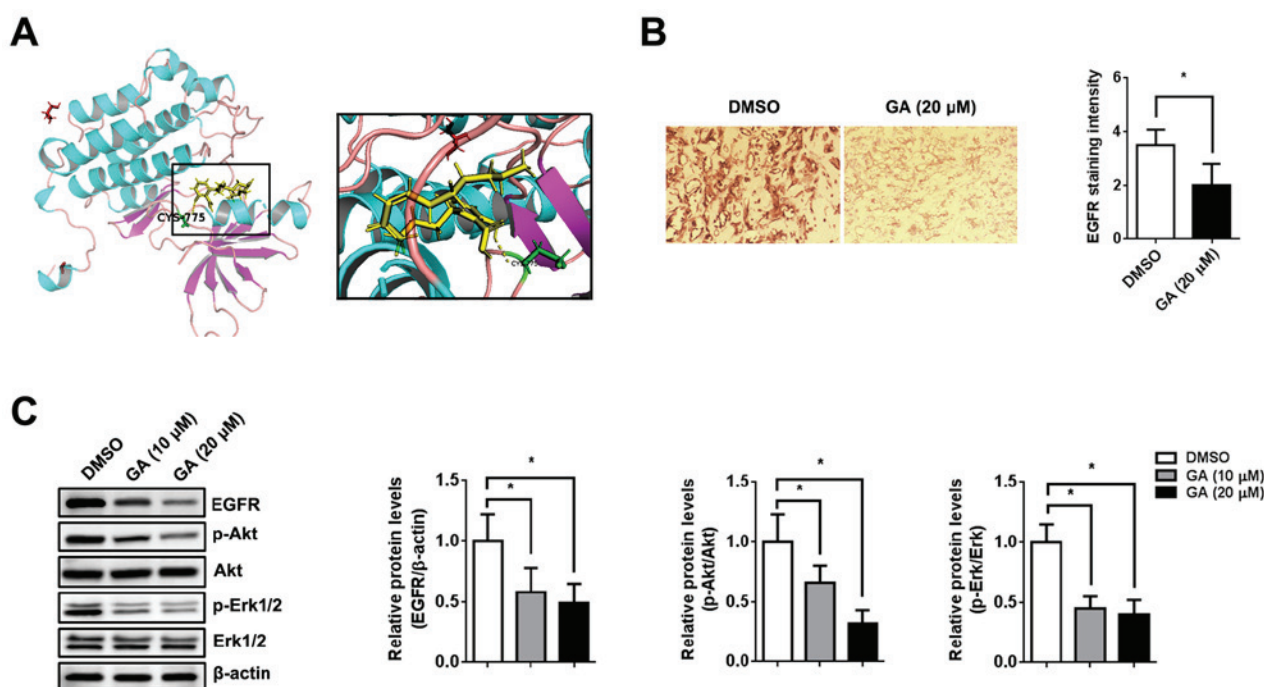 A
CYS-775
B
DMSO
GA (20 µM)
EGFR staining intensity
6
4
2
0
*
DMSO
GA (20 µM)
C
DMSO
GA (10 µM)
GA (20 µM)
EGFR
p-Akt
Akt
p-Erk1/2
Erk1/2
β-actin
Relative protein levels
(EGFR/β-actin)
1.5
1.0
0.5
0.0
*
*
Relative protein levels
(p-Akt/Akt)
1.5
1.0
0.5
0.0
*
*
Relative protein levels
(p-Erk/Erk)
1.5
1.0
0.5
0.0
*
*
DMSO
GA (10 µM)
GA (20 µM)